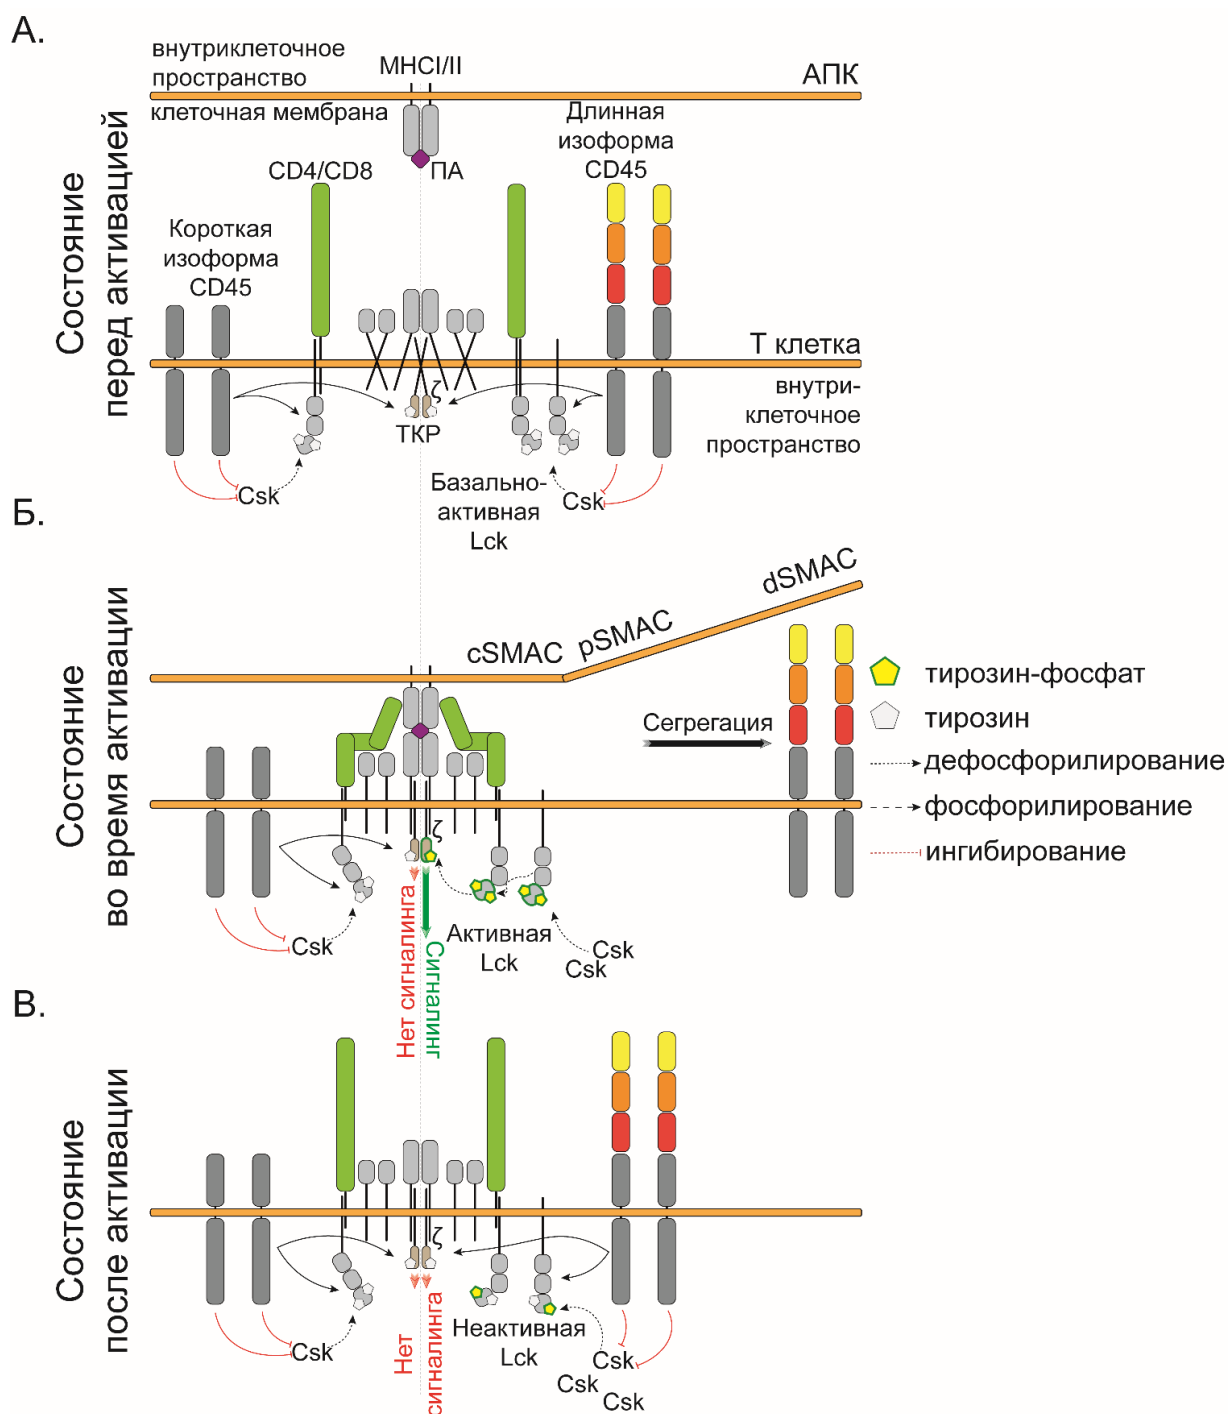 А.
Состояние
перед активацией
внутриклеточное
пространство
клеточная мембрана
MHCI/II
АПК
ПА
CD4/CD8
Длинная
изоформа
CD45
Короткая
изоформа
CD45
Т клетка
внутри-
клеточное
пространство
ζ
ТКР
Csk
Базально-
активная
Lck
Csk
Б.
Состояние
во время активации
cSMAC
pSMAC
dSMAC
Сегрегация
тирозин-фосфат
тирозин
дефосфорилирование
фосфорилирование
ингибирование
ζ
Csk
Нет сигналинга
Сигналинг
Активная
Lck
Csk
Csk
В.
Состояние
после активации
ζ
Csk
Нет
сигналинга
Неактивная
Lck
Csk
Csk
Csk